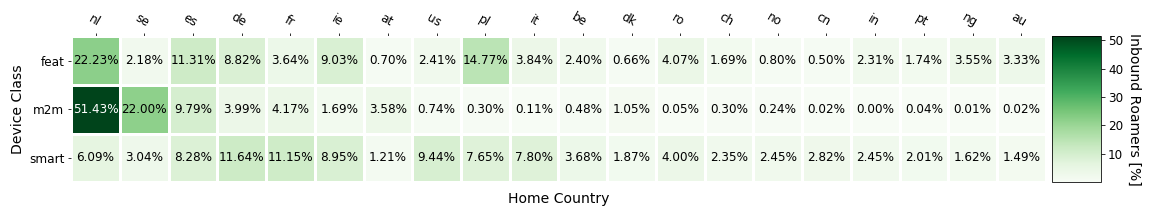 nl se es de fr ie at us pl it be dk ro ch no cn in pt ng au
feat 22.23% 2.18% 11.31% 8.82% 3.64% 9.03% 0.70% 2.41% 14.77% 3.84% 2.40% 0.66% 4.07% 1.69% 0.80% 0.50% 2.31% 1.74% 3.55% 3.33%
m2m 51.43% 22.00% 9.79% 3.99% 4.17% 1.69% 3.58% 0.74% 0.30% 0.11% 0.48% 1.05% 0.05% 0.30% 0.24% 0.02% 0.00% 0.04% 0.01% 0.02%
smart 6.09% 3.04% 8.28% 11.64% 11.15% 8.95% 1.21% 9.44% 7.65% 7.80% 3.68% 1.87% 4.00% 2.35% 2.45% 2.82% 2.45% 2.01% 1.62% 1.49%
Device Class
Home Country
50
40
30
20
10
Inbound Roamers [%]